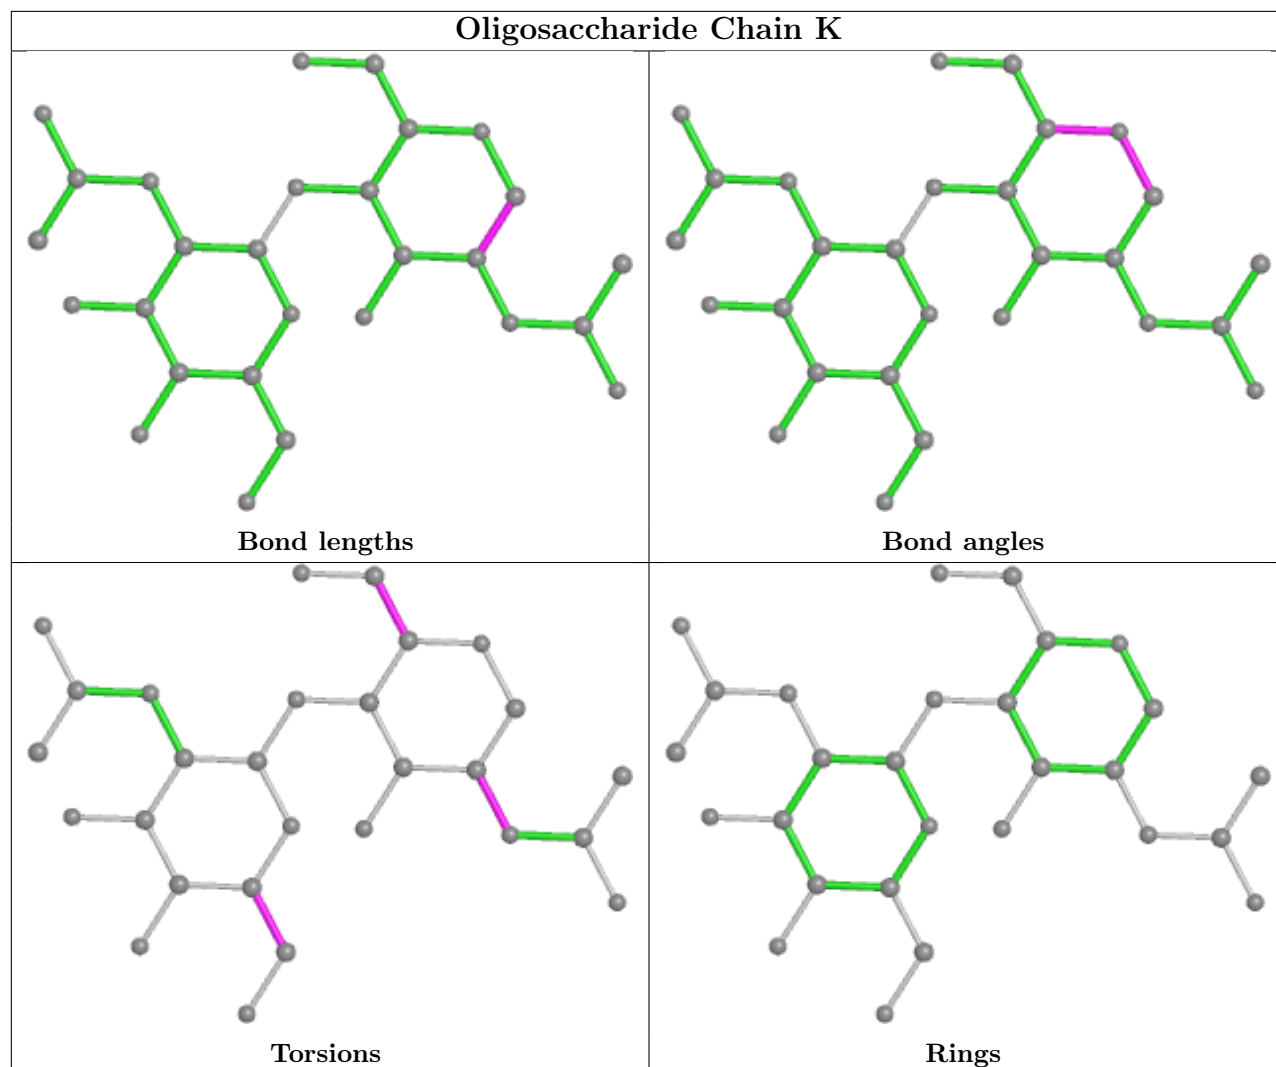 Oligosaccharide Chain K
Bond lengths
Bond angles
Torsions
Rings